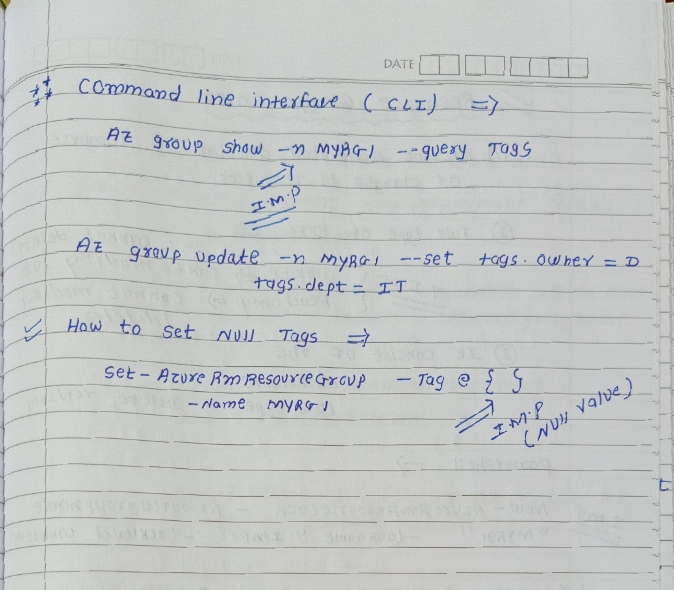 DATE
Command line interface (CLI) =>
AZ group show -n MYRG1 --query Tags
I.M.P
AZ group update -n MYRG1 --set tags.owner = D
tags.dept = IT
How to set NUll Tags =>
Set - AzureRmResourceGroup - Tag @ { }
- Name MYRG1
I.M.P
(NUll value)